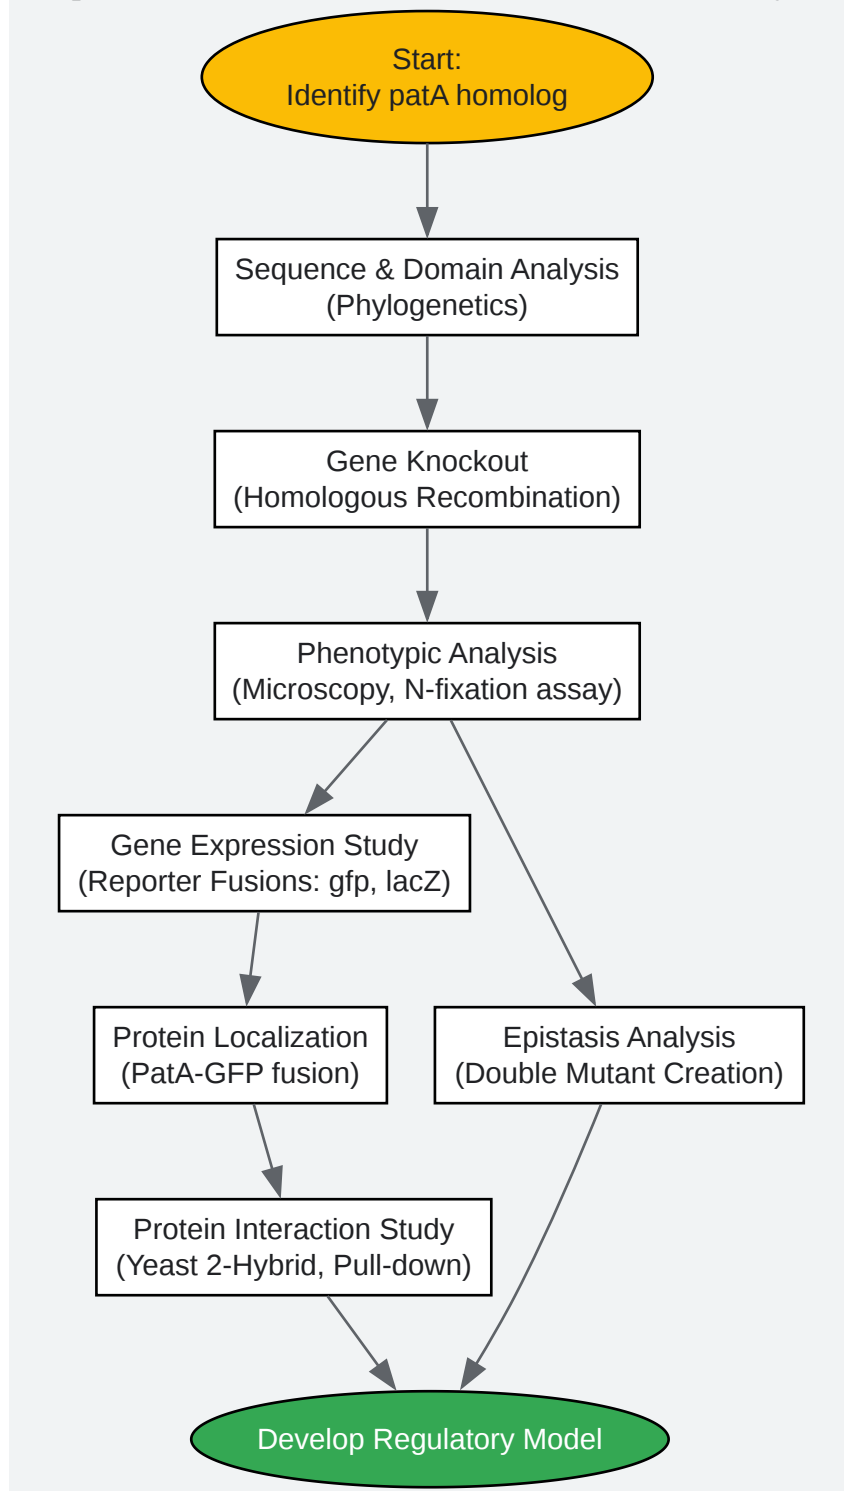 Start:
Identify patA homolog
Sequence & Domain Analysis
(Phylogenetics)
Gene Knockout
(Homologous Recombination)
Phenotypic Analysis
(Microscopy, N-fixation assay)
Gene Expression Study
(Reporter Fusions: gfp, lacZ)
Protein Localization
(PatA-GFP fusion)
Epistasis Analysis
(Double Mutant Creation)
Protein Interaction Study
(Yeast 2-Hybrid, Pull-down)
Develop Regulatory Model